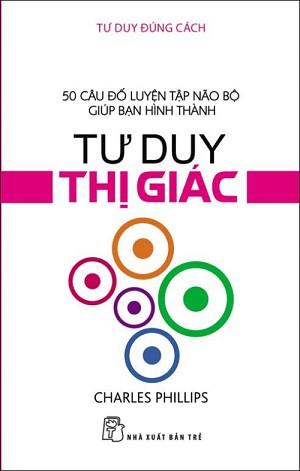 TƯ DUY ĐÚNG CÁCH
50 CÂU ĐỐ LUYỆN TẬP NÃO BỘ
GIÚP BẠN HÌNH THÀNH
TƯ DUY
THỊ GIÁC
CHARLES PHILLIPS
NHÀ XUẤT BẢN TRẺ